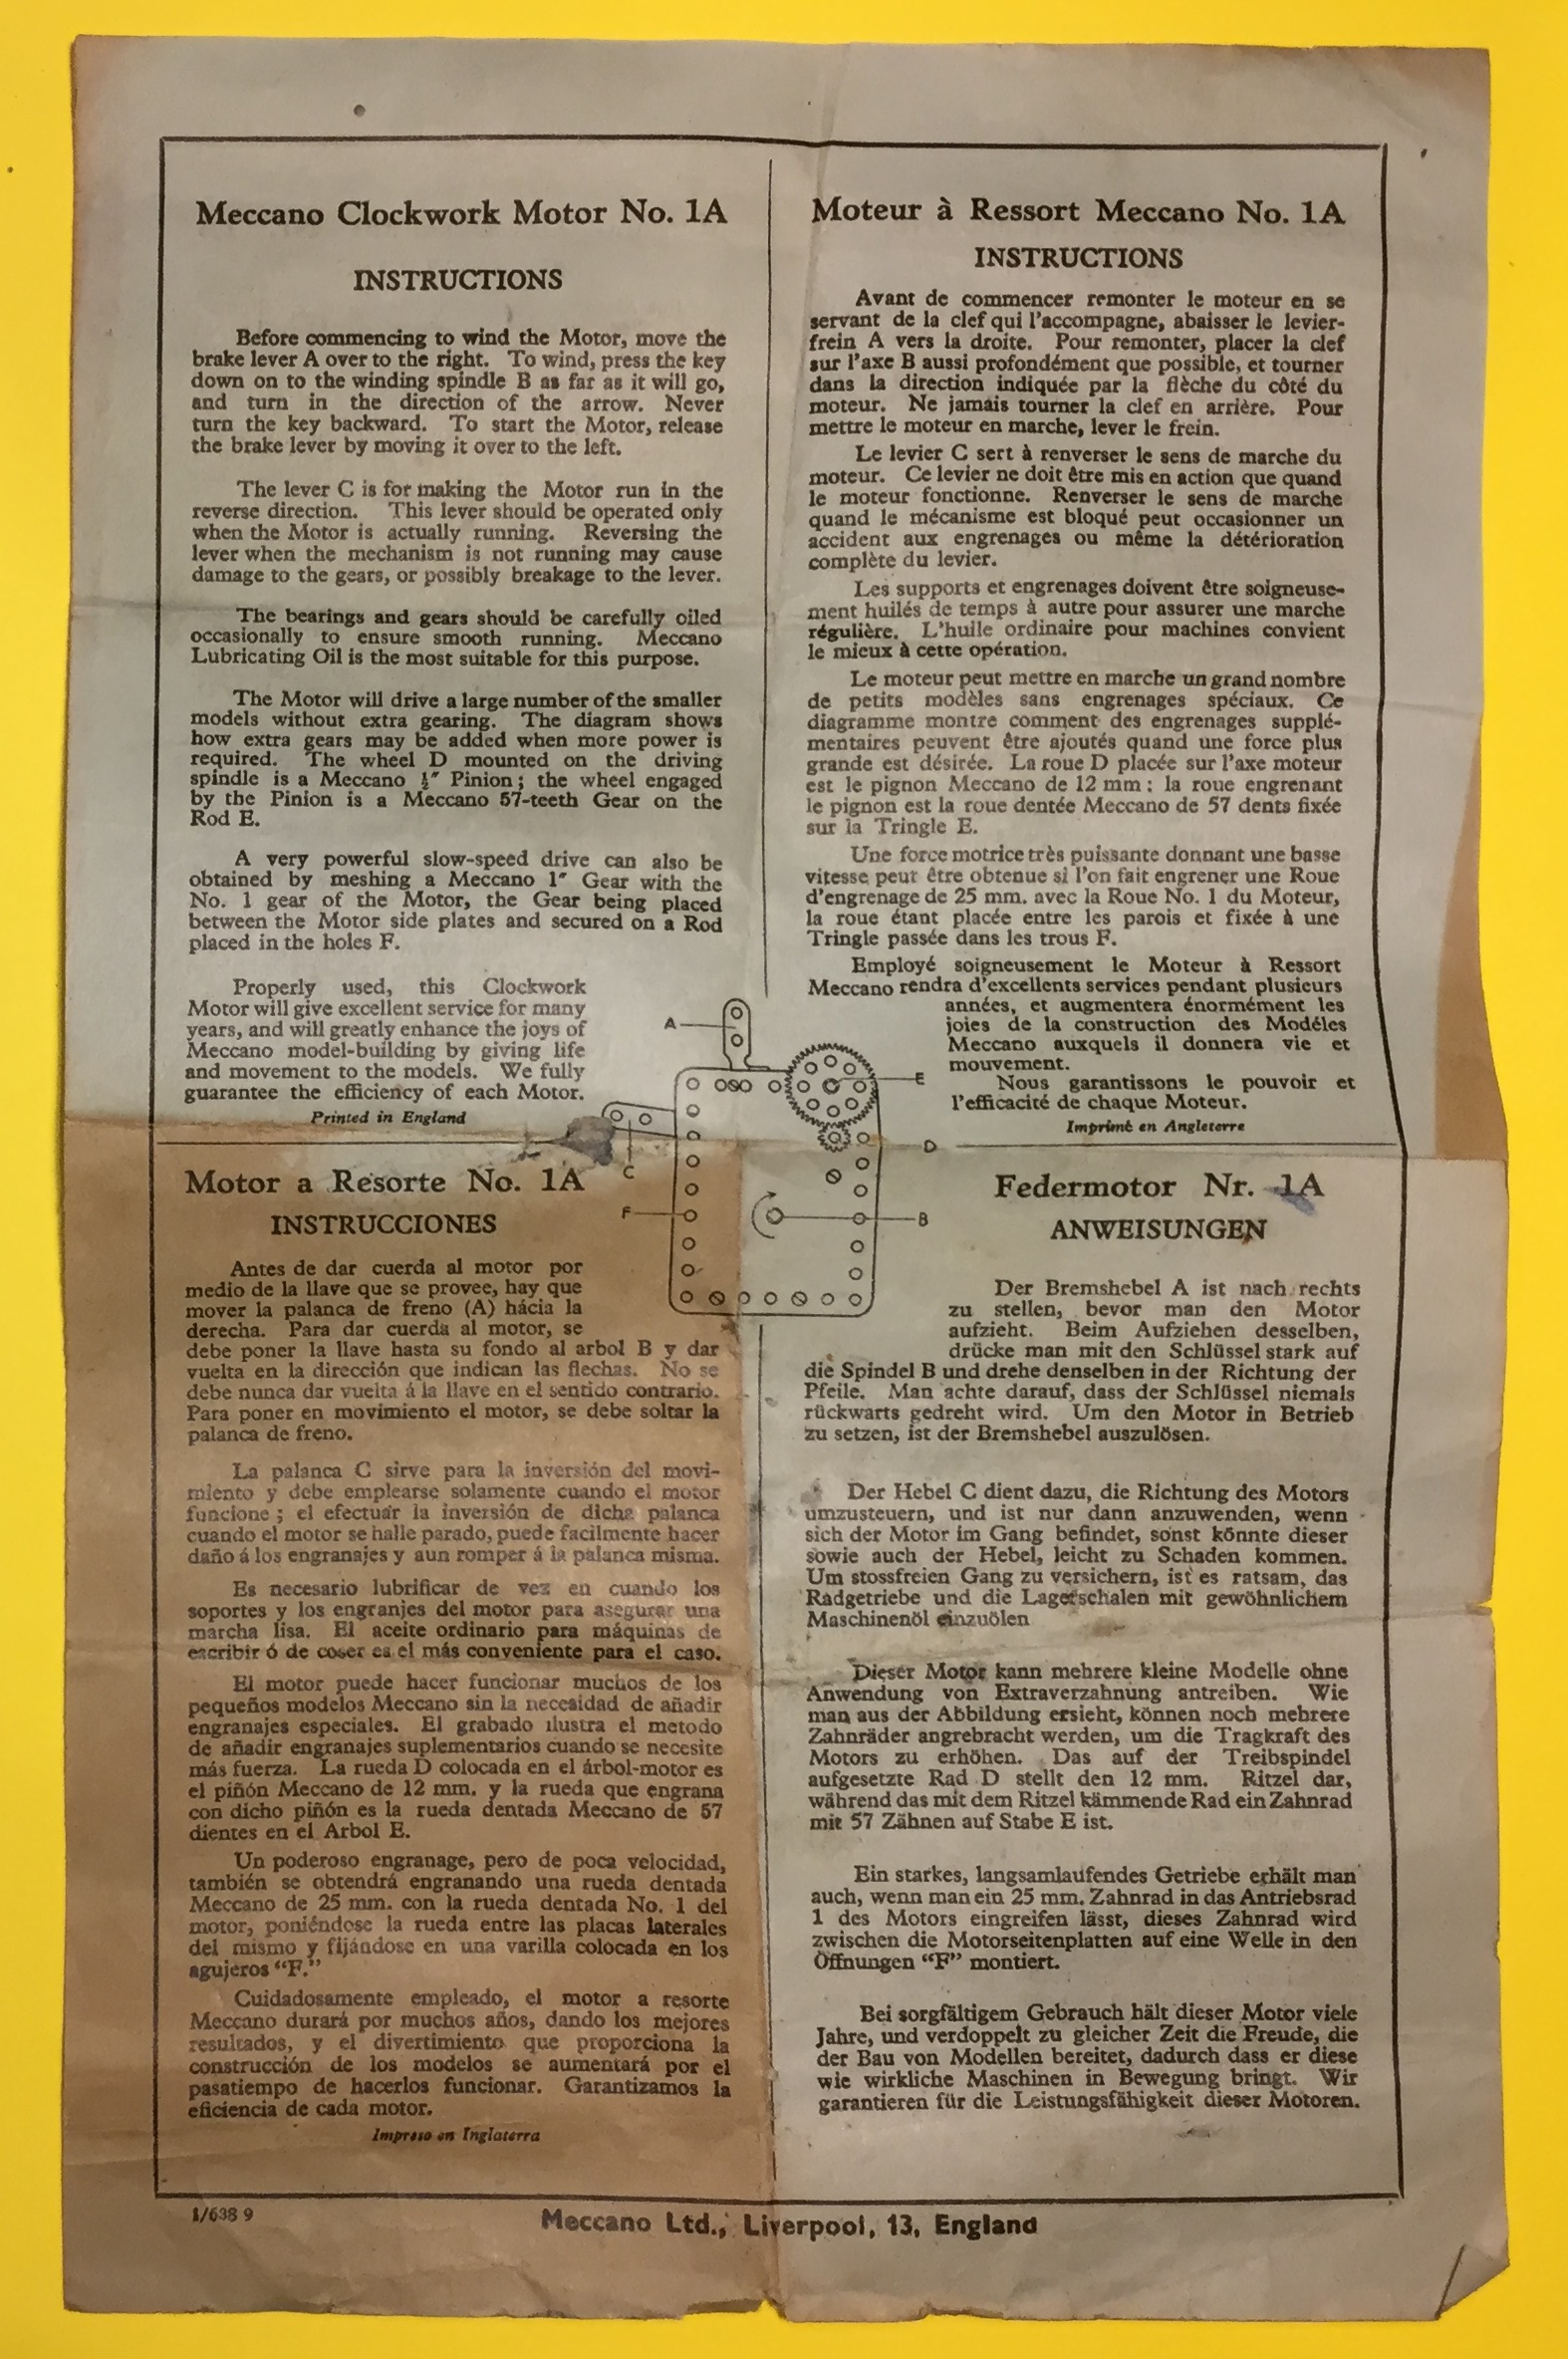 Meccano Clockwork Motor No. 1A
INSTRUCTIONS
Before commencing to wind the Motor, move the
brake lever A over to the right. To wind, press the key
down on to the winding spindle B as far as it will go,
and turn in the direction of the arrow. Never
turn the key backward. To start the Motor, release
the brake lever by moving it over to the left.
The lever C is for making the Motor run in the
reverse direction. This lever should be operated only
when the Motor is actually running. Reversing the
lever when the mechanism is not running may cause
damage to the gears, or possibly breakage to the lever.
The bearings and gears should be carefully oiled
occasionally to ensure smooth running. Meccano
Lubricating Oil is the most suitable for this purpose.
The Motor will drive a large number of the smaller
models without extra gearing. The diagram shows
how extra gears may be added when more power is
required. The wheel D mounted on the driving
spindle is a Meccano ½″ Pinion; the wheel engaged
by the Pinion is a Meccano 57-teeth Gear on the
Rod E.
A very powerful slow-speed drive can also be
obtained by meshing a Meccano 1″ Gear with the
No. 1 gear of the Motor, the Gear being placed
between the Motor side plates and secured on a Rod
placed in the holes F.
Properly used, this Clockwork
Motor will give excellent service for many
years, and will greatly enhance the joys of
Meccano model-building by giving life
and movement to the models. We fully
guarantee the efficiency of each Motor.
Printed in England
Moteur à Ressort Meccano No. 1A
INSTRUCTIONS
Avant de commencer remonter le moteur en se
servant de la clef qui l'accompagne, abaisser le levier-
frein A vers la droite. Pour remonter, placer la clef
sur l'axe B aussi profondément que possible, et tourner
dans la direction indiquée par la flèche du côté du
moteur. Ne jamais tourner la clef en arrière. Pour
mettre le moteur en marche, lever le frein.
Le levier C sert à renverser le sens de marche du
moteur. Ce levier ne doit être mis en action que quand
le moteur fonctionne. Renverser le sens de marche
quand le mécanisme est bloqué peut occasionner un
accident aux engrenages ou même la détérioration
complète du levier.
Les supports et engrenages doivent être soigneuse-
ment huilés de temps à autre pour assurer une marche
régulière. L'huile ordinaire pour machines convient
le mieux à cette opération.
Le moteur peut mettre en marche un grand nombre
de petits modèles sans engrenages spéciaux. Ce
diagramme montre comment des engrenages supplé-
mentaires peuvent être ajoutés quand une force plus
grande est désirée. La roue D placée sur l'axe moteur
est le pignon Meccano de 12 mm: la roue engrenant
le pignon est la roue dentée Meccano de 57 dents fixée
sur la Tringle E.
Une force motrice très puissante donnant une basse
vitesse peut être obtenue si l'on fait engrener une Roue
d'engrenage de 25 mm. avec la Roue No. 1 du Moteur,
la roue étant placée entre les parois et fixée à une
Tringle passée dans les trous F.
Employé soigneusement le Moteur à Ressort
Meccano rendra d'excellents services pendant plusieurs
années, et augmentera énormément les
joies de la construction des Modéles
Meccano auxquels il donnera vie et
mouvement.
Nous garantissons le pouvoir et
l'efficacité de chaque Moteur.
Imprimé en Angleterre
A
E
D
C
F
B
Motor a Resorte No. 1A
INSTRUCCIONES
Antes de dar cuerda al motor por
medio de la llave que se provee, hay que
mover la palanca de freno (A) hácia la
derecha. Para dar cuerda al motor, se
debe poner la llave hasta su fondo al arbol B y dar
vuelta en la dirección que indican las flechas. No se
debe nunca dar vuelta á la llave en el sentido contrario.
Para poner en movimiento el motor, se debe soltar la
palanca de freno.
La palanca C sirve para la inversión del movi-
miento y debe emplearse solamente cuando el motor
funcione; el efectuar la inversión de dicha palanca
cuando el motor se halle parado, puede facilmente hacer
daño á los engranajes y aun romper á la palanca misma.
Es necesario lubrificar de vez en cuando los
soportes y los engranjes del motor para asegurar una
marcha lisa. El aceite ordinario para máquinas de
escribir ó de coser es el más conveniente para el caso.
El motor puede hacer funcionar muchos de los
pequeños modelos Meccano sin la necesidad de añadir
engranajes especiales. El grabado ilustra el metodo
de añadir engranajes suplementarios cuando se necesite
más fuerza. La rueda D colocada en el árbol-motor es
el piñón Meccano de 12 mm. y la rueda que engrana
con dicho piñón es la rueda dentada Meccano de 57
dientes en el Arbol E.
Un poderoso engranage, pero de poca velocidad,
también se obtendrá engranando una rueda dentada
Meccano de 25 mm. con la rueda dentada No. 1 del
motor, poniéndose la rueda entre las placas laterales
del mismo y fijándose en una varilla colocada en los
agujeros "F."
Cuidadosamente empleado, el motor a resorte
Meccano durará por muchos años, dando los mejores
resultados, y el divertimiento que proporciona la
construcción de los modelos se aumentará por el
pasatiempo de hacerlos funcionar. Garantizamos la
eficiencia de cada motor.
Impreso en Inglaterra
Federmotor Nr. 1A
ANWEISUNGEN
Der Bremshebel A ist nach rechts
zu stellen, bevor man den Motor
aufzieht. Beim Aufziehen desselben,
drücke man mit den Schlüssel stark auf
die Spindel B und drehe denselben in der Richtung der
Pfeile. Man achte darauf, dass der Schlüssel niemals
rückwarts gedreht wird. Um den Motor in Betrieb
zu setzen, ist der Bremshebel auszulösen.
Der Hebel C dient dazu, die Richtung des Motors
umzusteuern, und ist nur dann anzuwenden, wenn
sich der Motor im Gang befindet, sonst könnte dieser
sowie auch der Hebel, leicht zu Schaden kommen.
Um stossfreien Gang zu versichern, ist es ratsam, das
Radgetriebe und die Lagerschalen mit gewöhnlichem
Maschinenöl einzuölen
Dieser Motor kann mehrere kleine Modelle ohne
Anwendung von Extraverzahnung antreiben. Wie
man aus der Abbildung ersieht, können noch mehrere
Zahnräder angebracht werden, um die Tragkraft des
Motors zu erhöhen. Das auf der Treibspindel
aufgesetzte Rad D stellt den 12 mm. Ritzel dar,
während das mit dem Ritzel kämmende Rad ein Zahnrad
mit 57 Zähnen auf Stabe E ist.
Ein starkes, langsamlaufendes Getriebe erhält man
auch, wenn man ein 25 mm. Zahnrad in das Antriebsrad
1 des Motors eingreifen lässt, dieses Zahnrad wird
zwischen die Motorseitenplatten auf eine Welle in den
Öffnungen "F" montiert.
Bei sorgfältigem Gebrauch hält dieser Motor viele
Jahre, und verdoppelt zu gleicher Zeit die Freude, die
der Bau von Modellen bereitet, dadurch dass er diese
wie wirkliche Maschinen in Bewegung bringt. Wir
garantieren für die Leistungsfähigkeit dieser Motoren.
1/638 9
Meccano Ltd., Liverpool, 13, England